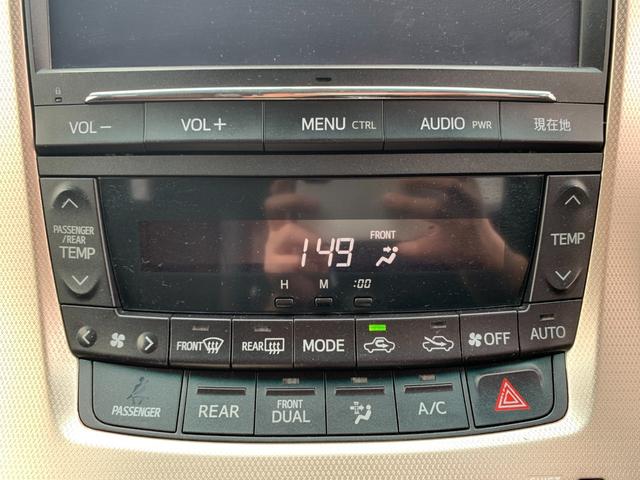 VOL− VOL+ MENU CTRL AUDIO PWR 現在地
PASSENGER
/REAR
TEMP
FRONT
149
H M :00
TEMP
FRONT REAR MODE OFF AUTO
PASSENGER REAR FRONT
DUAL A/C